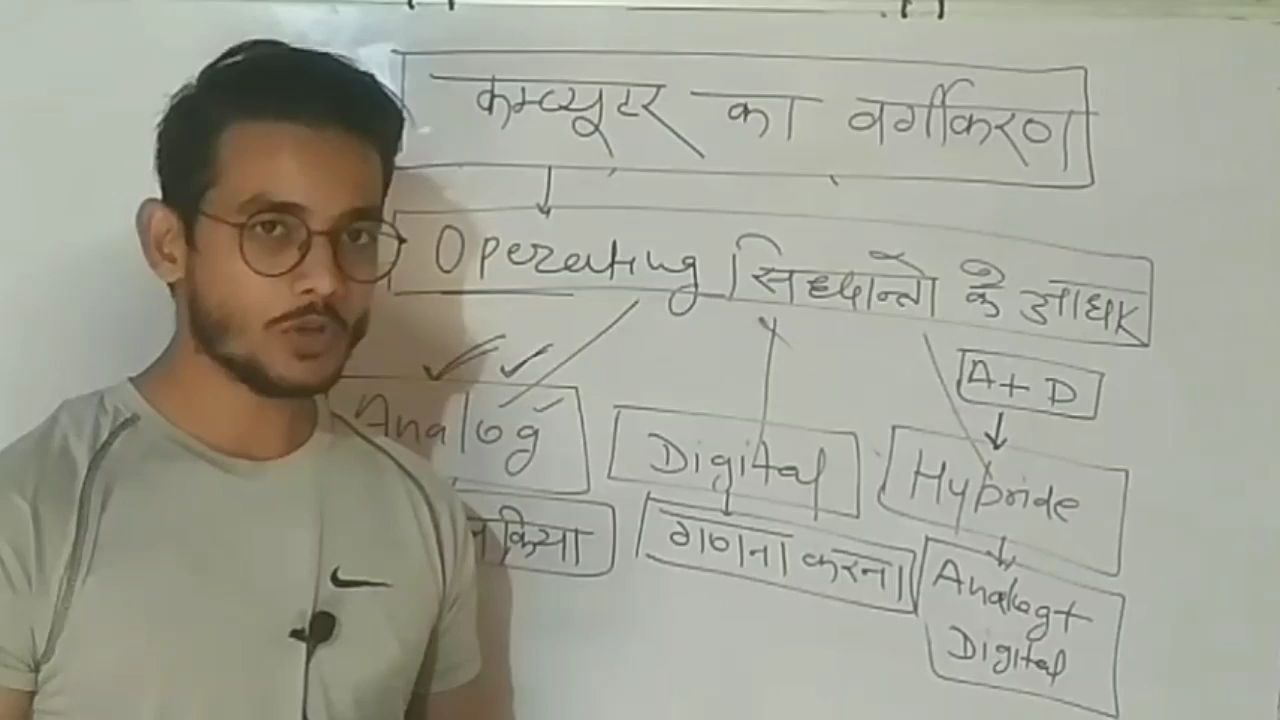 कम्प्यूटर का वर्गीकरण
Operating सिध्दान्तो के आधार
A + D
Analog
Digital
Hybride
किया
गणना करना
Analog +
Digital